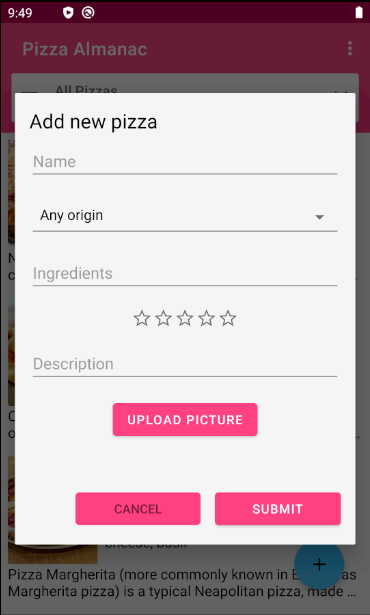 9:49
Pizza Almanac
All Pizzas
Add new pizza
Name
Any origin
Ingredients
Description
UPLOAD PICTURE
CANCEL
SUBMIT
cheese, basil
Pizza Margherita (more commonly known in E
as
Margherita pizza) is a typical Neapolitan pizza, made ...